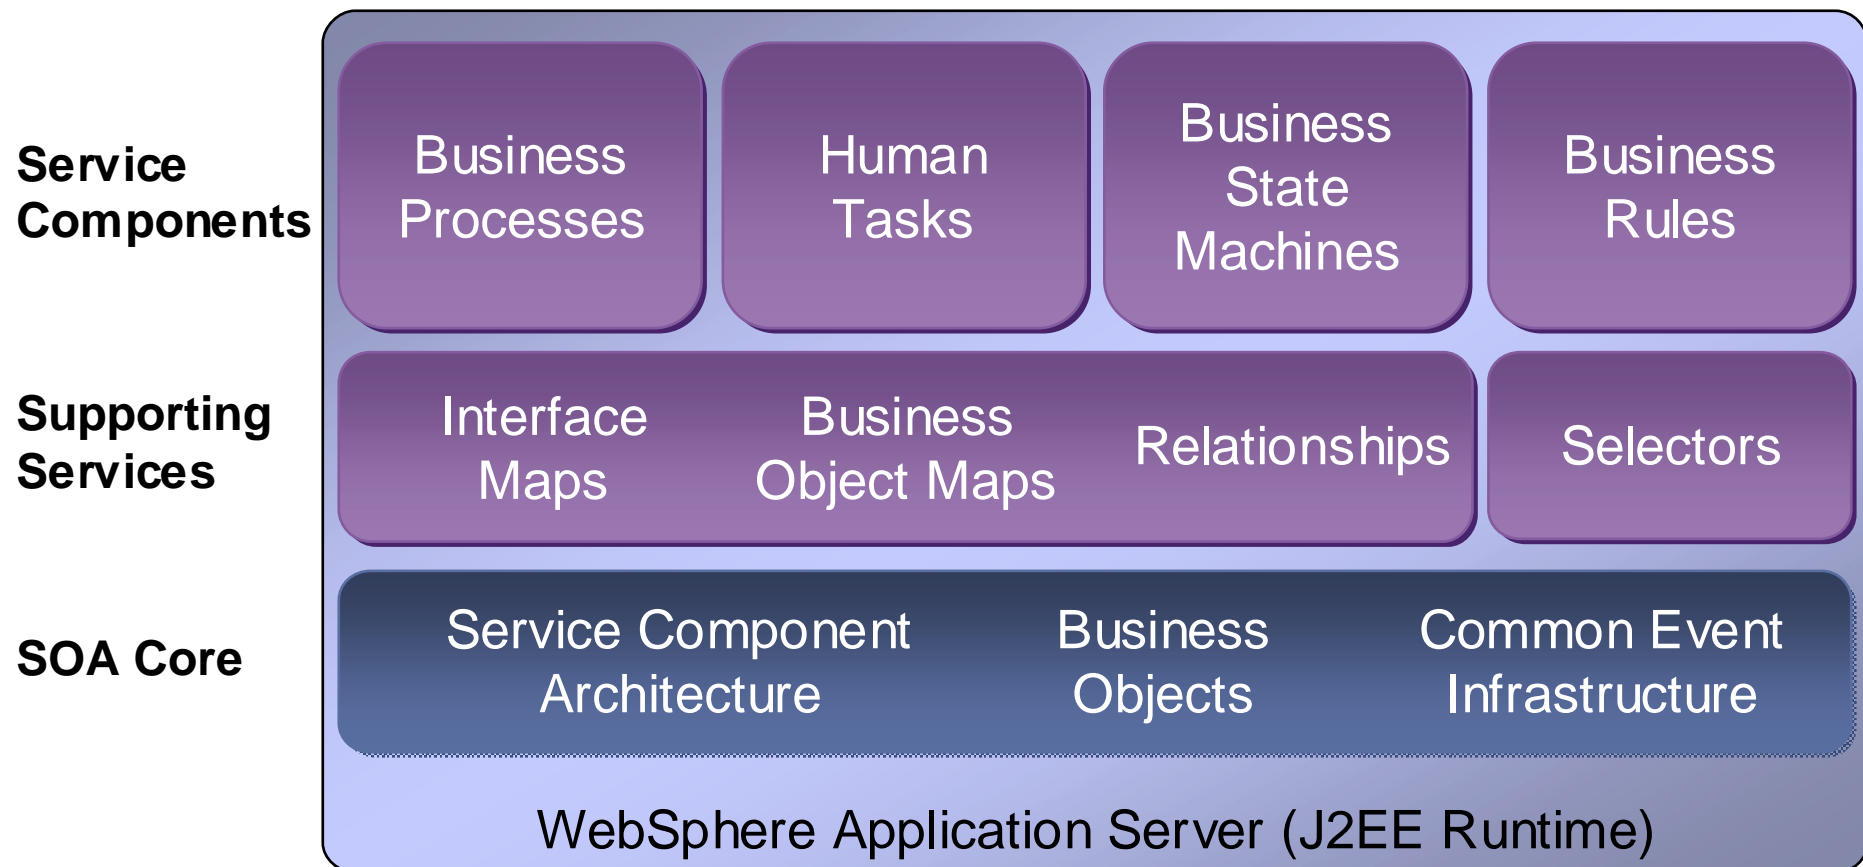 Service
Components
Business
Processes
Human
Tasks
Business
State
Machines
Business
Rules
Supporting
Services
Interface
Maps
Business
Object Maps
Relationships
Selectors
SOA Core
Service Component
Architecture
Business
Objects
Common Event
Infrastructure
WebSphere Application Server (J2EE Runtime)